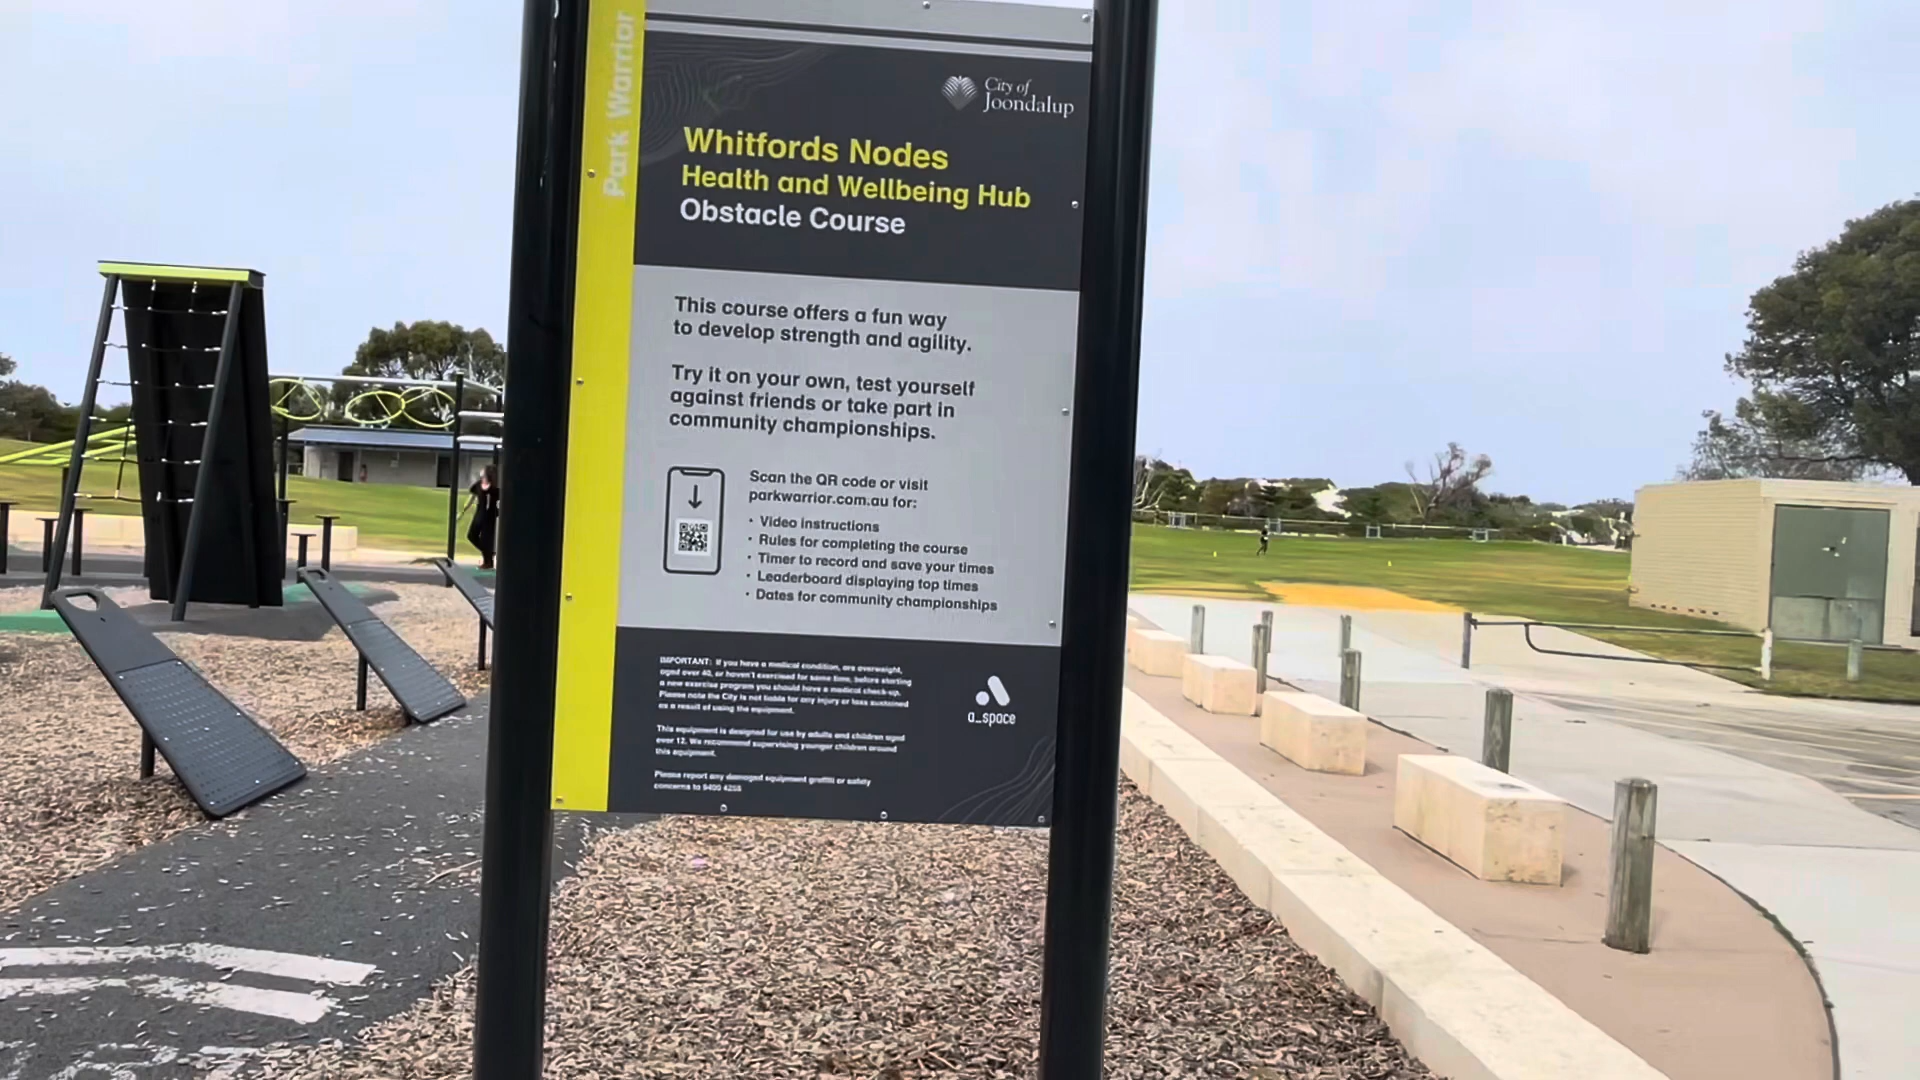 Park Warrior
City of
Joondalup
Whitfords Nodes
Health and Wellbeing Hub
Obstacle Course
This course offers a fun way
to develop strength and agility.
Try it on your own, test yourself
against friends or take part in
community championships.
Scan the QR code or visit
parkwarrior.com.au for:
• Video instructions
• Rules for completing the course
• Timer to record and save your times
• Leaderboard displaying top times
• Dates for community championships
IMPORTANT: If you have a medical condition, are overweight,
aged over 40, or haven't exercised for some time, before starting
a new exercise program you should have a medical check-up.
Please note the City is not liable for any injury or loss sustained
as a result of using the equipment.
This equipment is designed for use by adults and children aged
over 12. We recommend supervising younger children around
this equipment.
Please report any damaged equipment graffiti or safety
concerns to 9400 4255
a_space